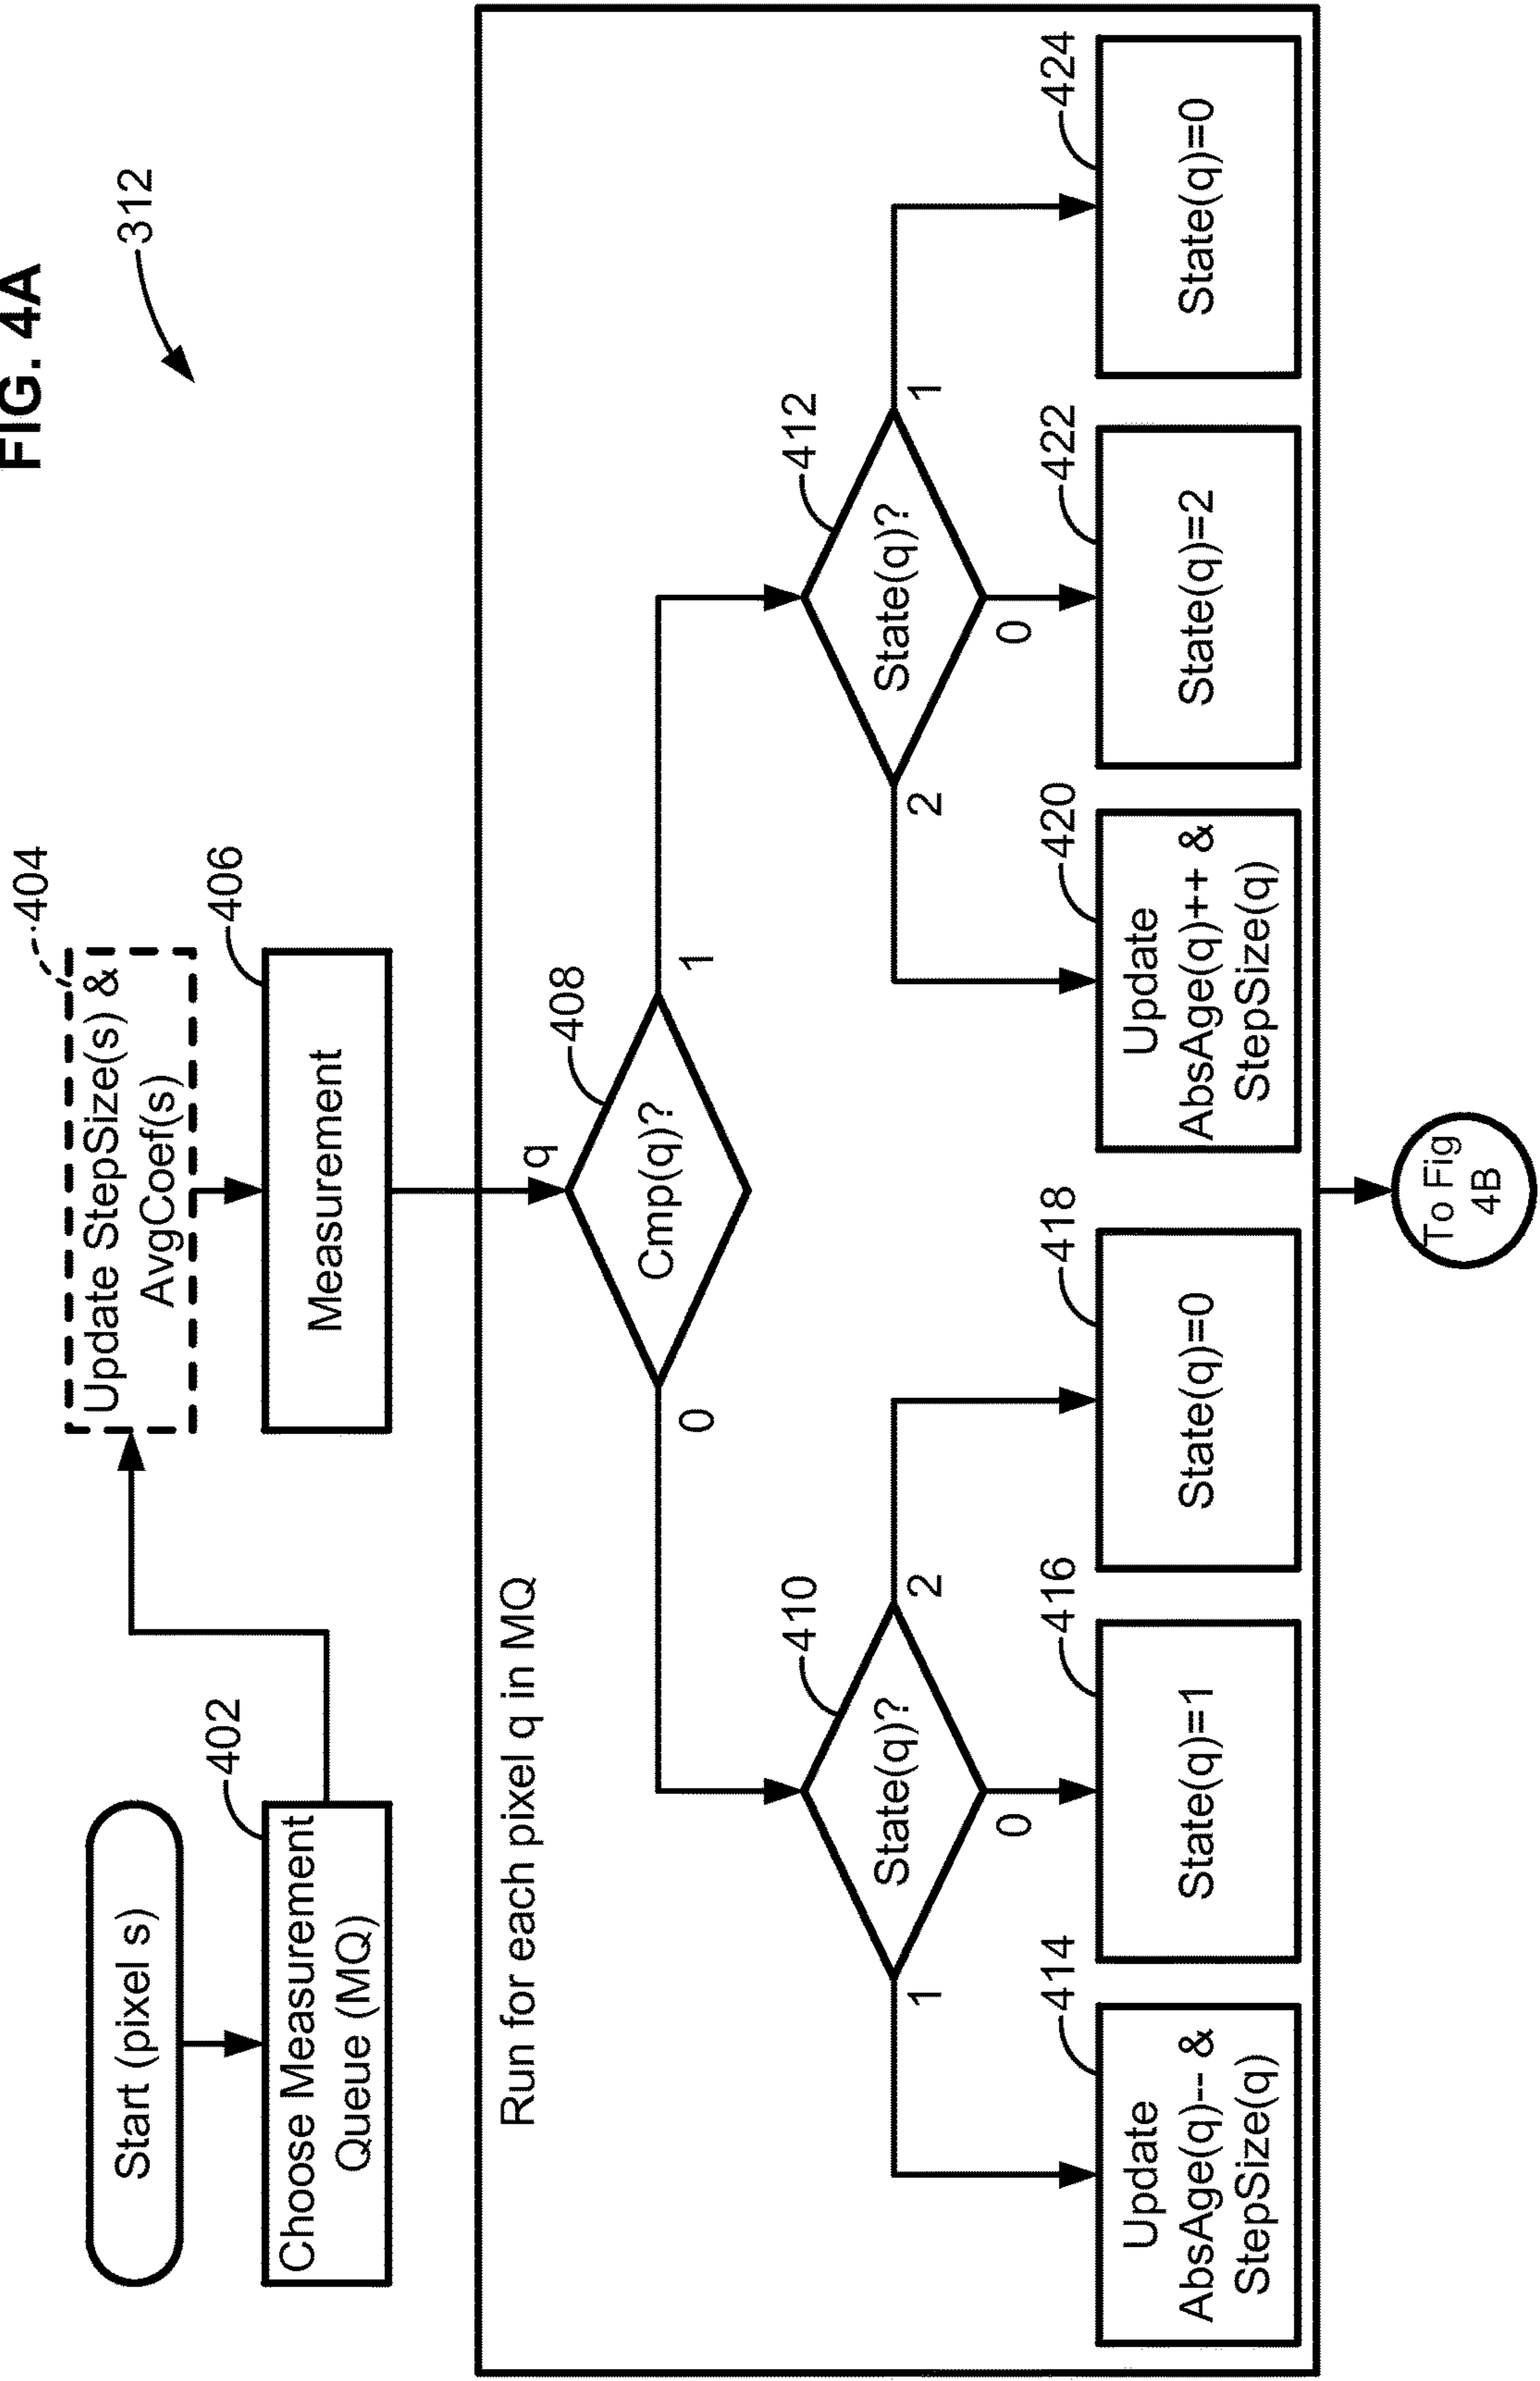 FIG. 4A
312
Start (pixel s)
402
Choose Measurement
Queue (MQ)
404
Update StepSize(s) &
AvgCoef(s)
406
Measurement
Run for each pixel q in MQ
q
408
Cmp(q)?
0
1
410
State(q)?
1
0
2
412
State(q)?
2
0
1
414
Update
AbsAge(q)-- &
StepSize(q)
416
State(q)=1
418
State(q)=0
420
Update
AbsAge(q)++ &
StepSize(q)
422
State(q)=2
424
State(q)=0
To Fig
4B